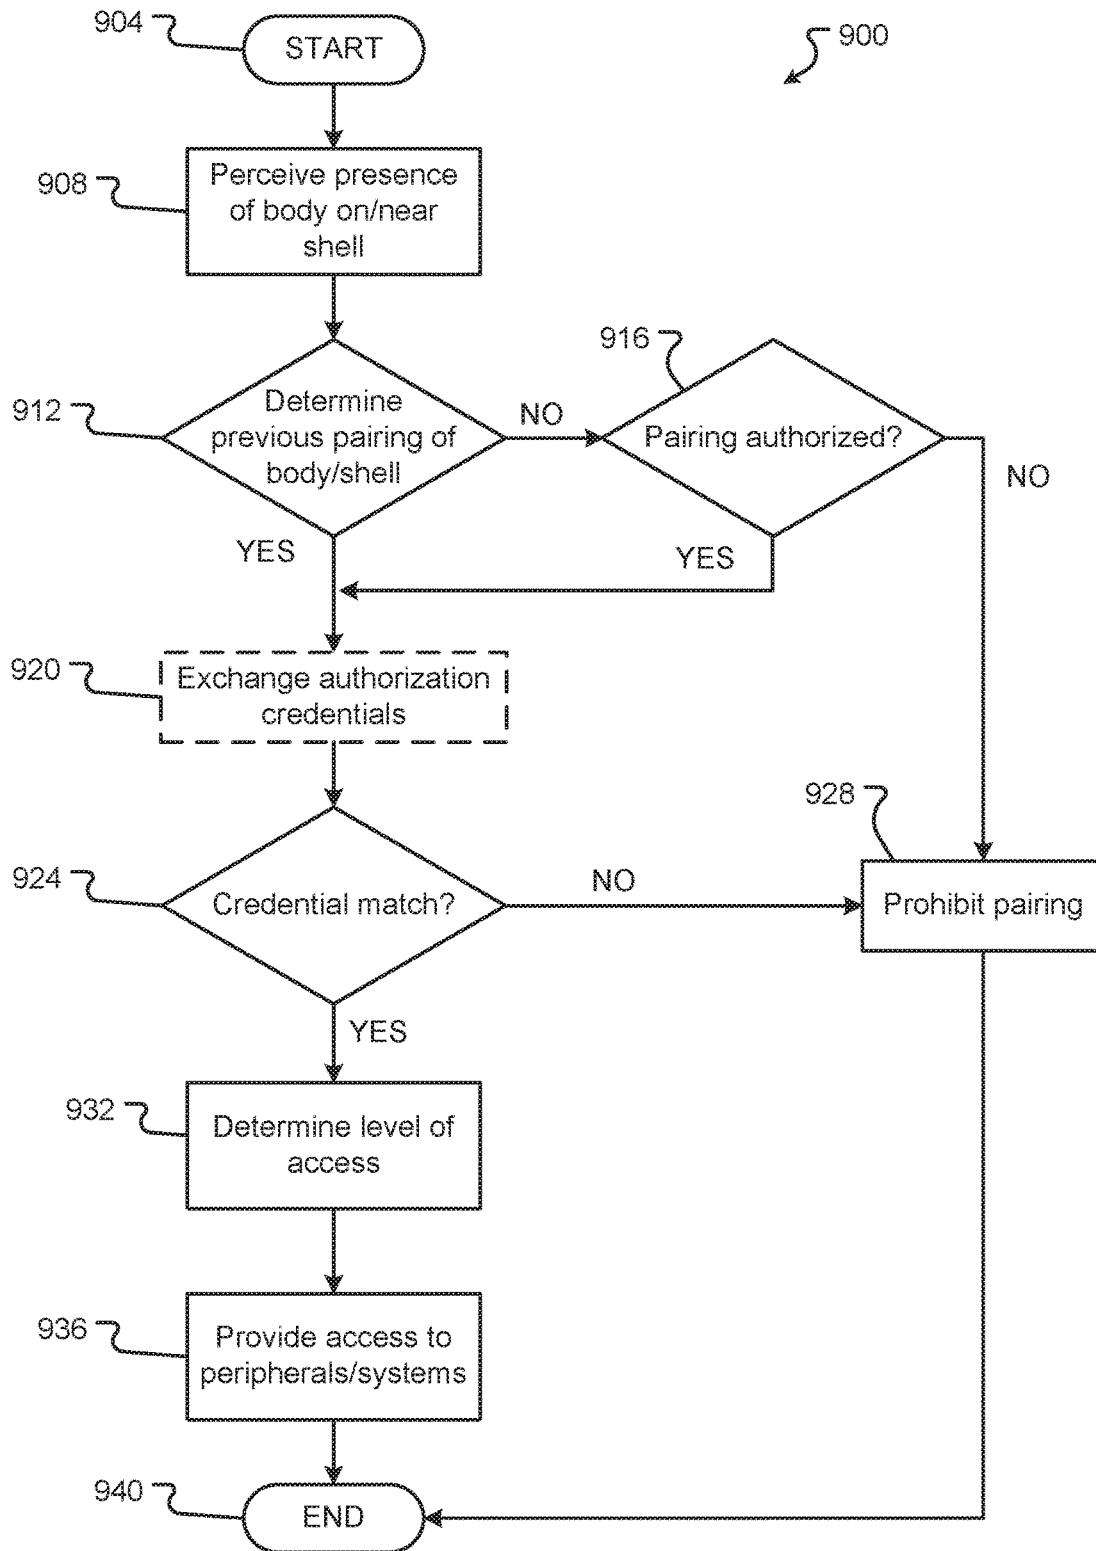 904
START
900
908
Perceive presence
of body on/near
shell
916
912
Determine
previous pairing of
body/shell
NO
Pairing authorized?
NO
YES
YES
920
Exchange authorization
credentials
928
924
Credential match?
NO
Prohibit pairing
YES
932
Determine level of
access
936
Provide access to
peripherals/systems
940
END